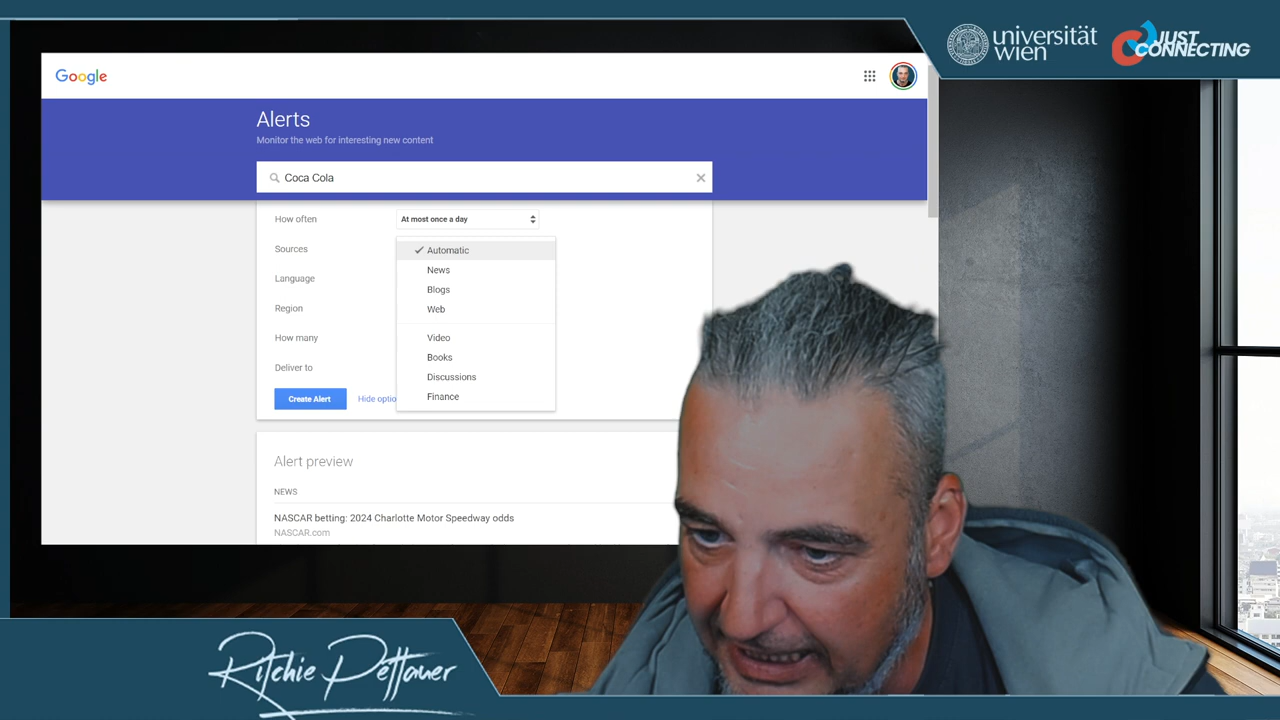 universität
wien
JUST
CONNECTING
Google
Alerts
Monitor the web for interesting new content
Coca Cola
How often
At most once a day
Sources
Automatic
News
Language
Blogs
Region
Web
How many
Video
Books
Deliver to
Discussions
Create Alert
Hide optio
Finance
Alert preview
NEWS
NASCAR betting: 2024 Charlotte Motor Speedway odds
NASCAR.com
Ritchie Pettauer